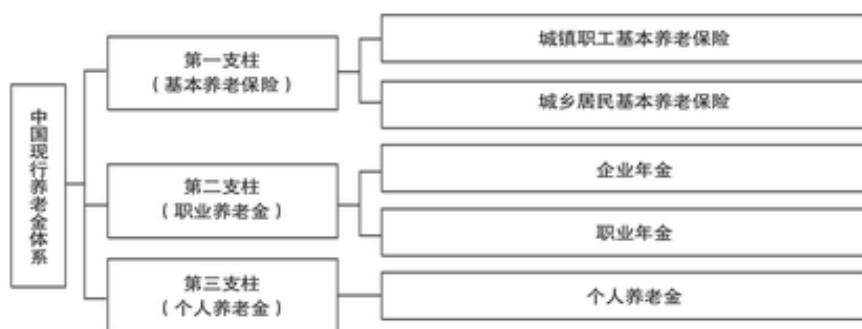 中国现行养老金体系
第一支柱
（基本养老保险）
城镇职工基本养老保险
城乡居民基本养老保险
第二支柱
（职业养老金）
企业年金
职业年金
第三支柱
（个人养老金）
个人养老金